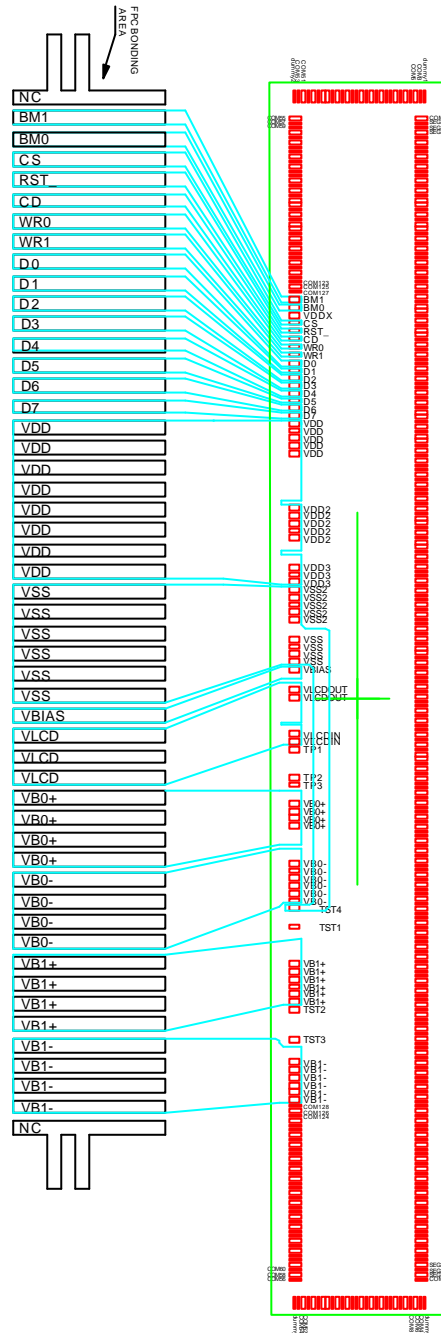 FPC BONDING
AREA
NC
BM1
BM0
CS
RST_
CD
WR0
WR1
D0
D1
D2
D3
D4
D5
D6
D7
VDD
VDD
VDD
VDD
VDD
VDD
VDD
VDD
VSS
VSS
VSS
VSS
VSS
VSS
VBIAS
VLCD
VLCD
VLCD
VB0+
VB0+
VB0+
VB0+
VB0-
VB0-
VB0-
VB0-
VB1+
VB1+
VB1+
VB1+
VB1-
VB1-
VB1-
VB1-
NC
COM123
COM125
COM127
BM1
BM0
VDDX
CS
RST_
CD
WR0
WR1
D0
D1
D2
D3
D4
D5
D6
D7
VDD
VDD
VDD
VDD
VDD
VDD2
VDD2
VDD2
VDD2
VDD2
VDD3
VDD3
VDD3
VSS2
VSS2
VSS2
VSS2
VSS2
VSS
VSS
VSS
VSS
VBIAS
VLCDOUT
VLCDOUT
VLCDIN
VLCDIN
TP1
TP2
TP3
VB0+
VB0+
VB0+
VB0+
VB0-
VB0-
VB0-
VB0-
VB0-
VB0-
TST4
TST1
VB1+
VB1+
VB1+
VB1+
VB1+
VB1+
TST2
TST3
VB1-
VB1-
VB1-
VB1-
VB1-
VB1-
COM128
COM126
COM124